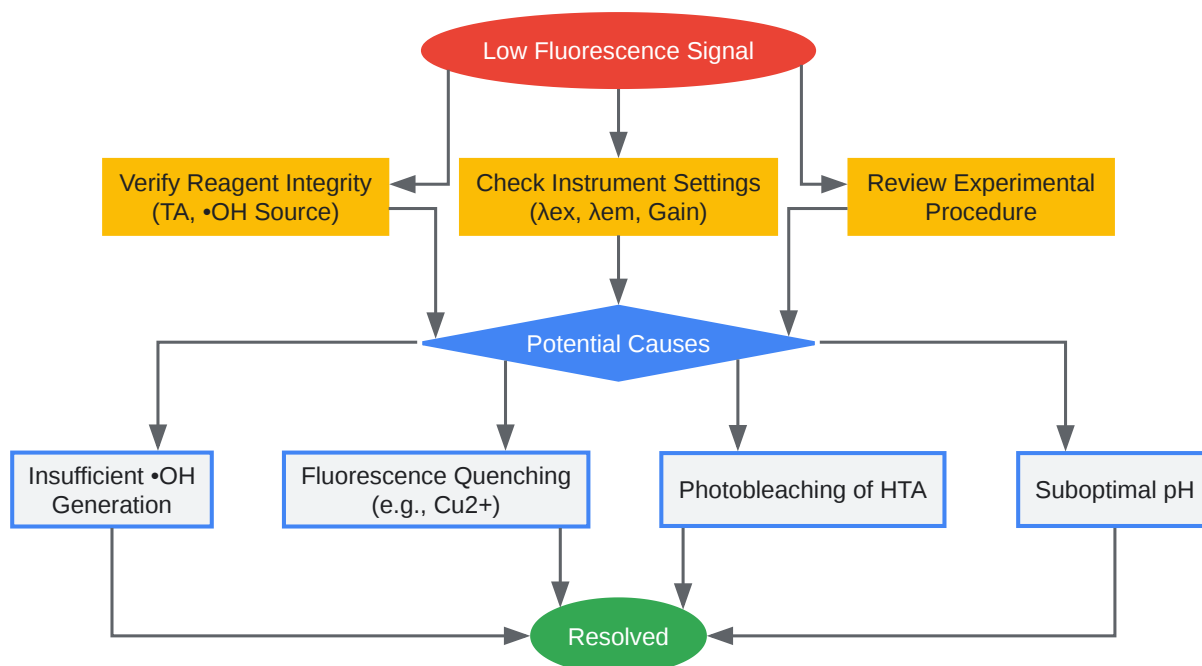 Low Fluorescence Signal
Verify Reagent Integrity
(TA, •OH Source)
Check Instrument Settings
(λex, λem, Gain)
Review Experimental
Procedure
Potential Causes
Insufficient •OH
Generation
Fluorescence Quenching
(e.g., Cu2+)
Photobleaching of HTA
Suboptimal pH
Resolved